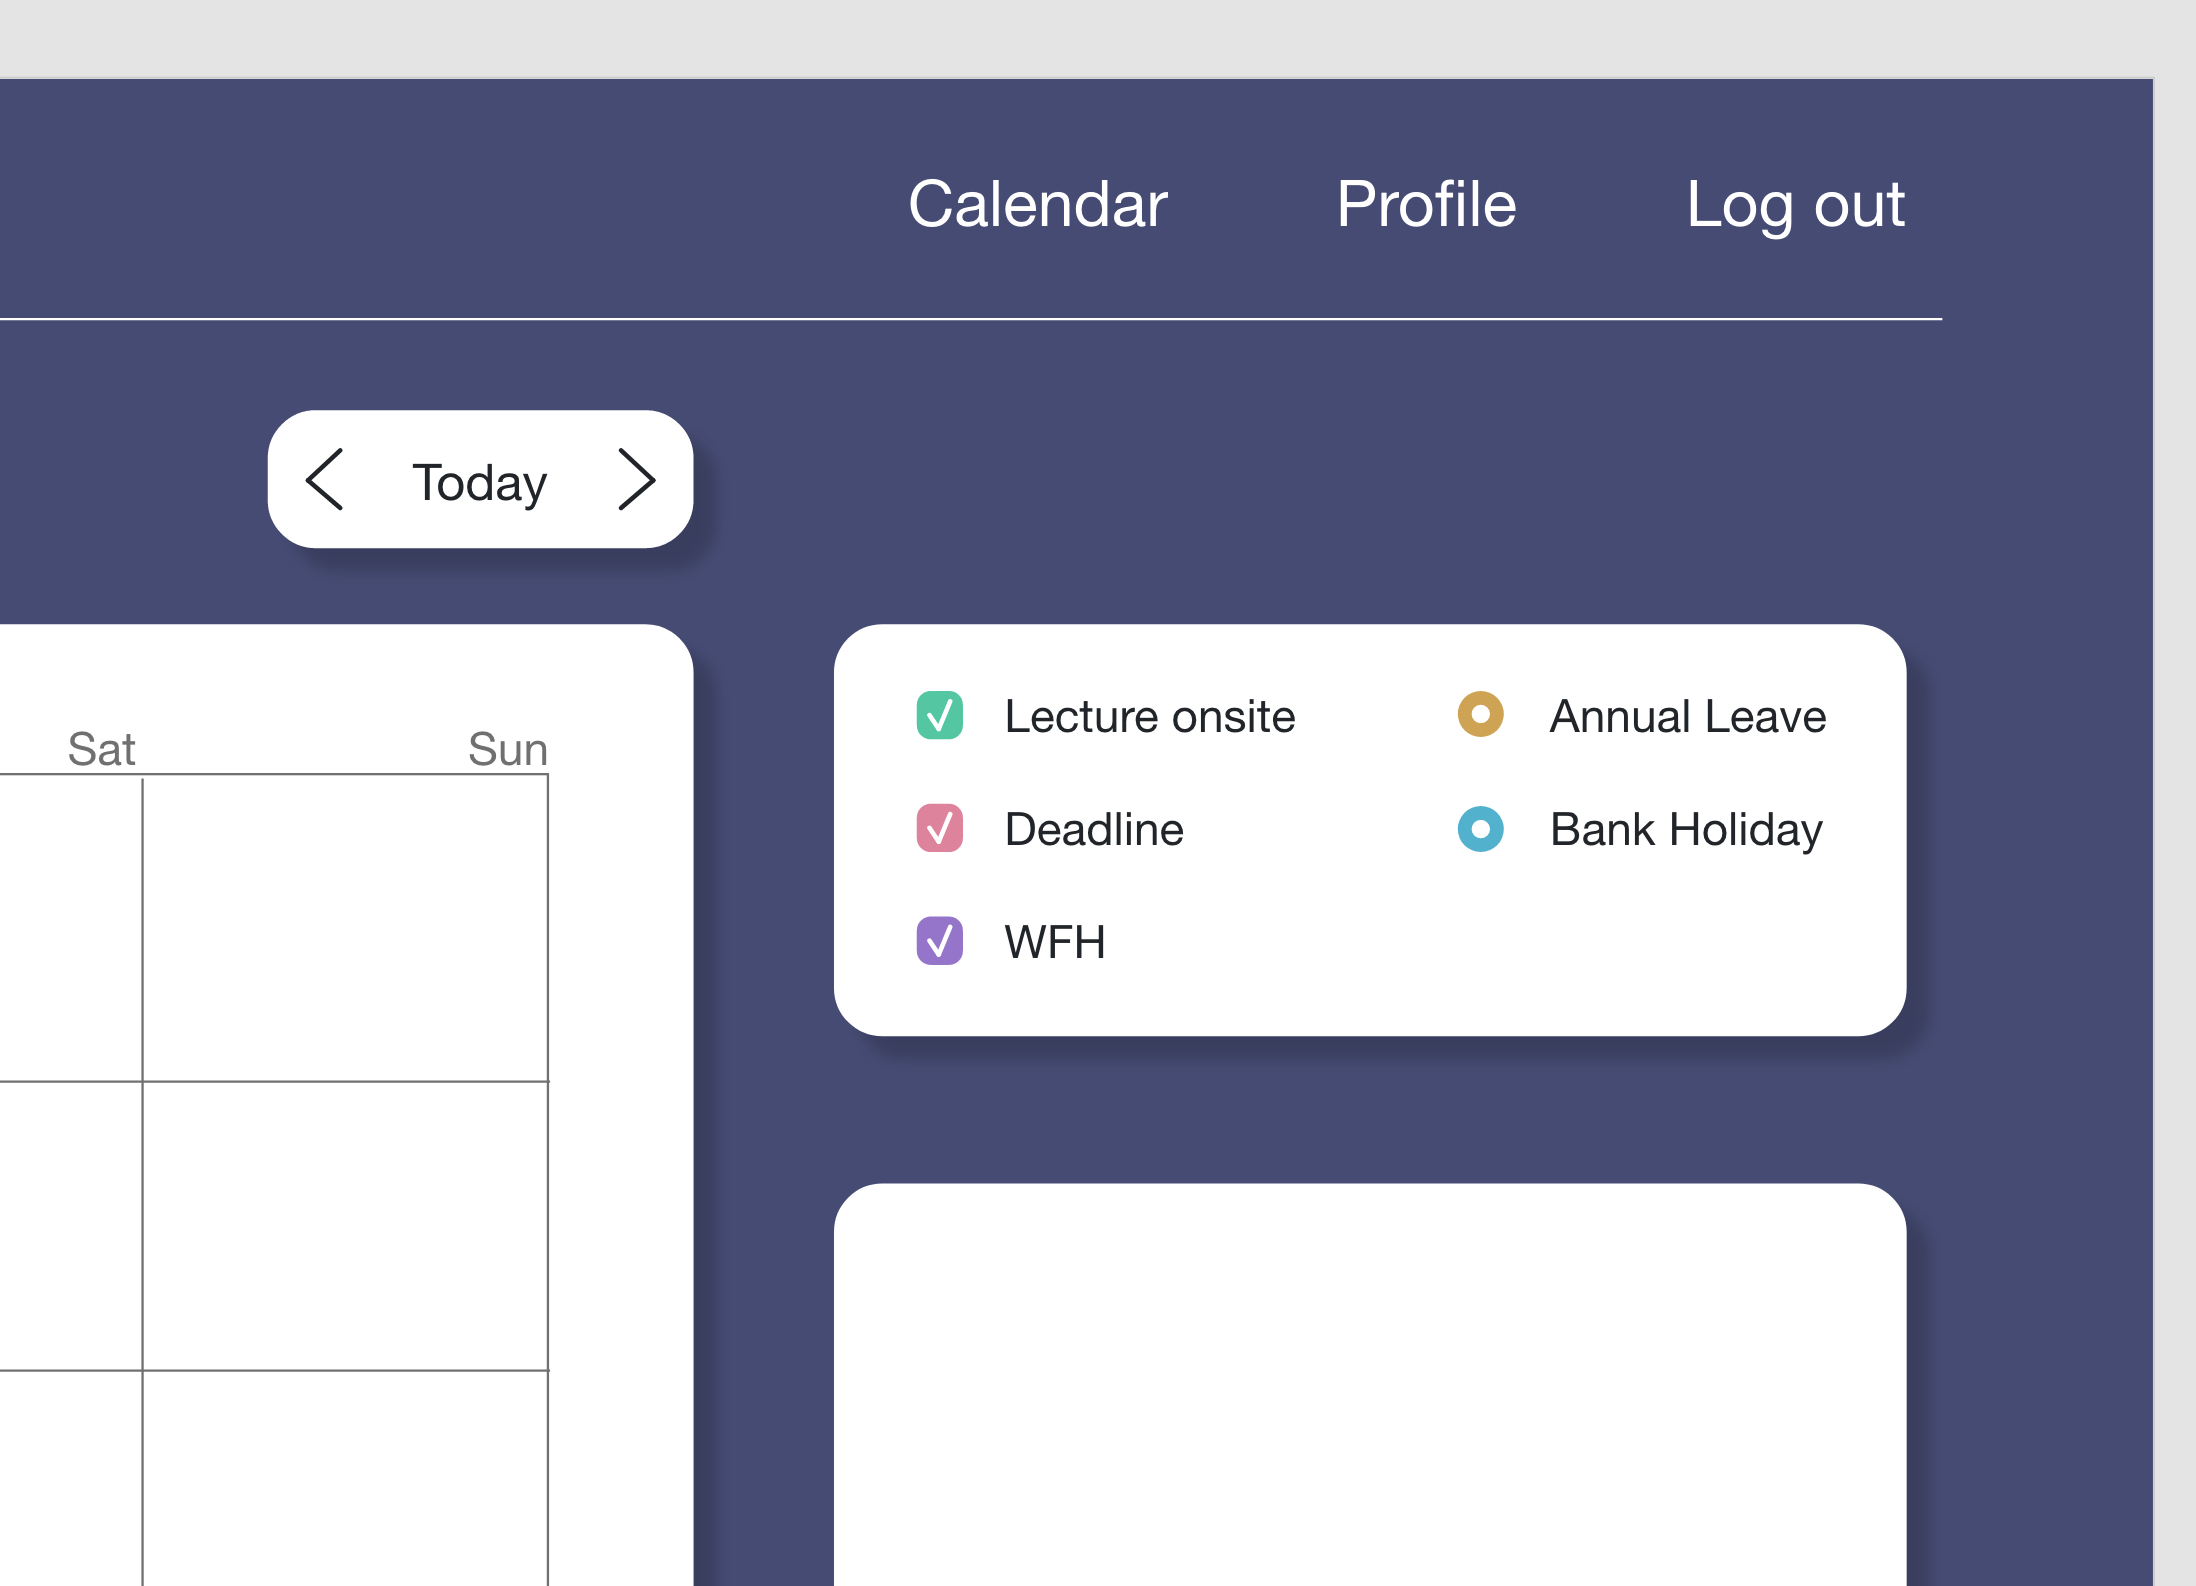 Calendar Profile Log out
Today
Sat Sun
Lecture onsite
Deadline
WFH
Annual Leave
Bank Holiday